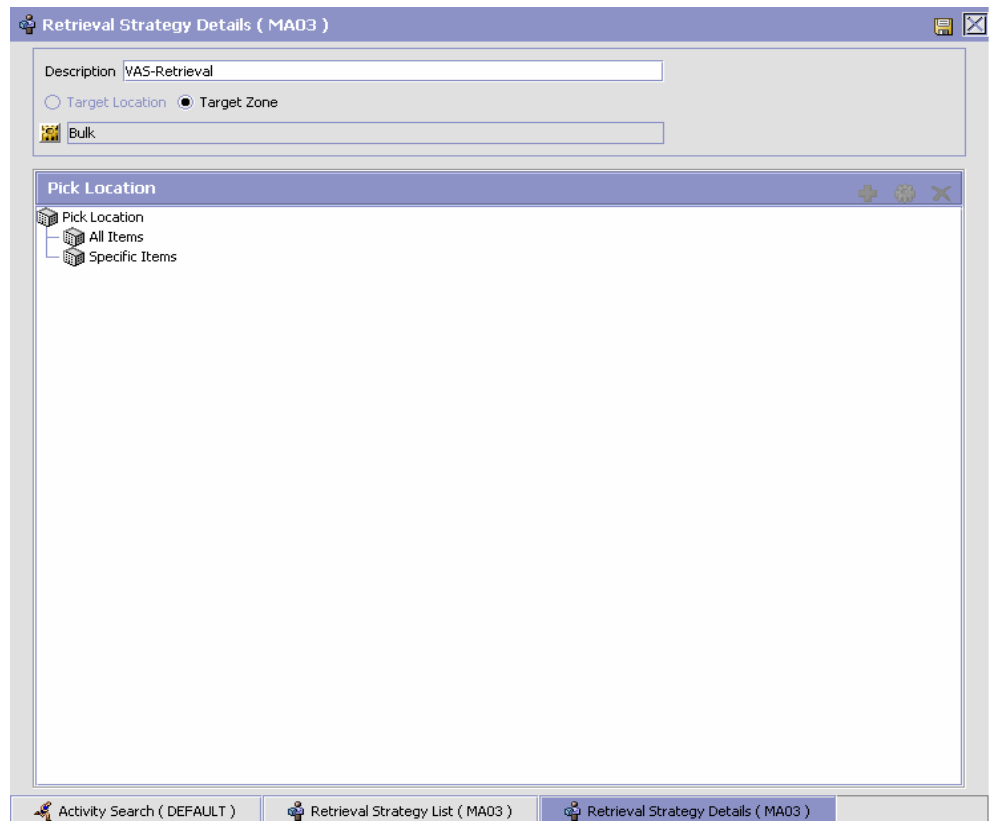 Retrieval Strategy Details ( MA03 )
Description VAS-Retrieval
Target Location Target Zone
Bulk
Pick Location
Pick Location
All Items
Specific Items
Activity Search ( DEFAULT ) Retrieval Strategy List ( MA03 ) Retrieval Strategy Details ( MA03 )